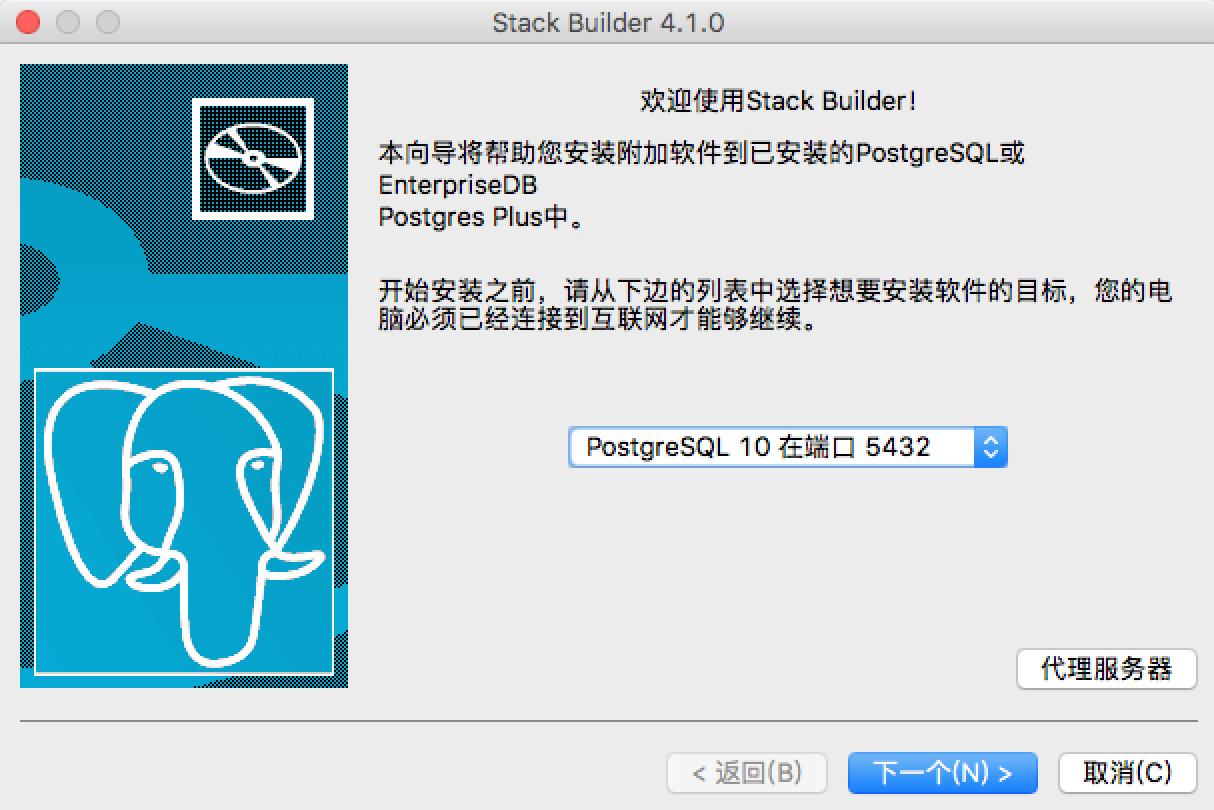 Stack Builder 4.1.0
欢迎使用Stack Builder!
本向导将帮助您安装附加软件到已安装的PostgreSQL或
EnterpriseDB
Postgres Plus中。
开始安装之前，请从下边的列表中选择想要安装软件的目标，您的电
脑必须已经连接到互联网才能够继续。
PostgreSQL 10 在端口 5432
代理服务器
< 返回(B)
下一个(N) >
取消(C)